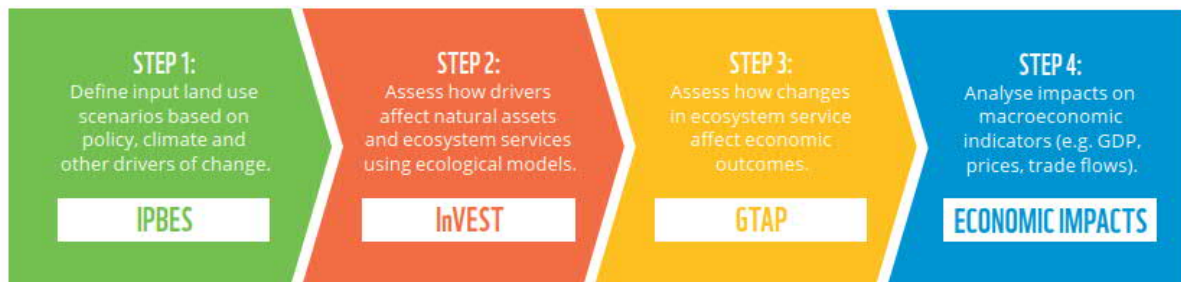 STEP 1:
Define input land use
scenarios based on
policy, climate and
other drivers of change.
IPBES
STEP 2:
Assess how drivers
affect natural assets
and ecosystem services
using ecological models.
InVEST
STEP 3:
Assess how changes
in ecosystem service
affect economic
outcomes.
GTAP
STEP 4:
Analyse impacts on
macroeconomic
indicators (e.g. GDP,
prices, trade flows).
ECONOMIC IMPACTS